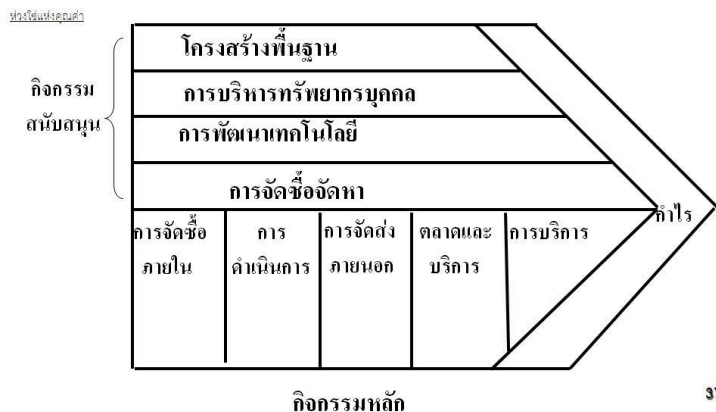 ห่วงโซ่แห่งคุณค่า
โครงสร้างพื้นฐาน
กิจกรรม
สนับสนุน
การบริหารทรัพยากรบุคคล
การพัฒนาเทคโนโลยี
การจัดซื้อจัดหา
กำไร
การจัดซื้อ
ภายใน
การ
ดำเนินการ
การจัดส่ง
ภายนอก
ตลาดและ
บริการ
การบริการ
กิจกรรมหลัก
37